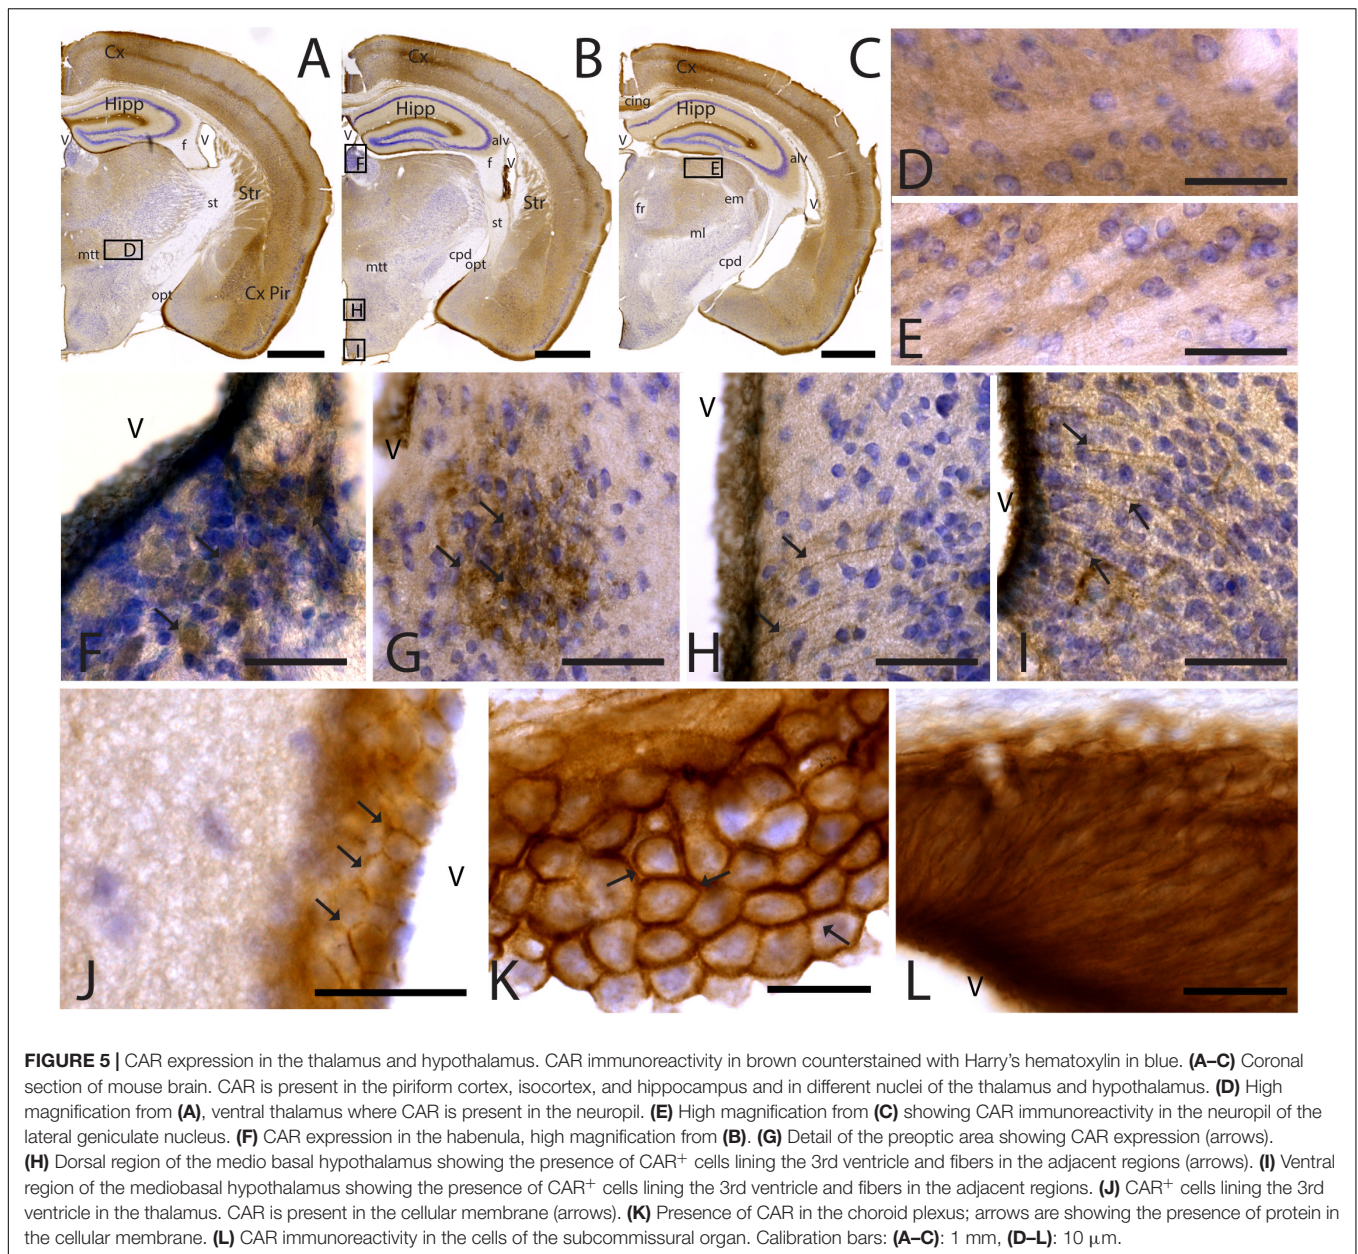 A
Cx
Hipp
V
f
V
Str
st
mtt
D
opt
Cx Pir
B
Cx
Hipp
V
alv
F
f
V
Str
st
cpd
opt
mtt
H
I
C
Cx
cing
Hipp
V
alv
E
em
V
fr
ml
cpd
D
E
V
F
V
G
V
H
V
I
V
J
K
V
L
FIGURE 5 | CAR expression in the thalamus and hypothalamus. CAR immunoreactivity in brown counterstained with Harry's hematoxylin in blue. (A–C) Coronal
section of mouse brain. CAR is present in the piriform cortex, isocortex, and hippocampus and in different nuclei of the thalamus and hypothalamus. (D) High
magnification from (A), ventral thalamus where CAR is present in the neuropil. (E) High magnification from (C) showing CAR immunoreactivity in the neuropil of the
lateral geniculate nucleus. (F) CAR expression in the habenula, high magnification from (B). (G) Detail of the preoptic area showing CAR expression (arrows).
(H) Dorsal region of the medio basal hypothalamus showing the presence of CAR+ cells lining the 3rd ventricle and fibers in the adjacent regions (arrows). (I) Ventral
region of the mediobasal hypothalamus showing the presence of CAR+ cells lining the 3rd ventricle and fibers in the adjacent regions. (J) CAR+ cells lining the 3rd
ventricle in the thalamus. CAR is present in the cellular membrane (arrows). (K) Presence of CAR in the choroid plexus; arrows are showing the presence of protein in
the cellular membrane. (L) CAR immunoreactivity in the cells of the subcommissural organ. Calibration bars: (A–C): 1 mm, (D–L): 10 μm.